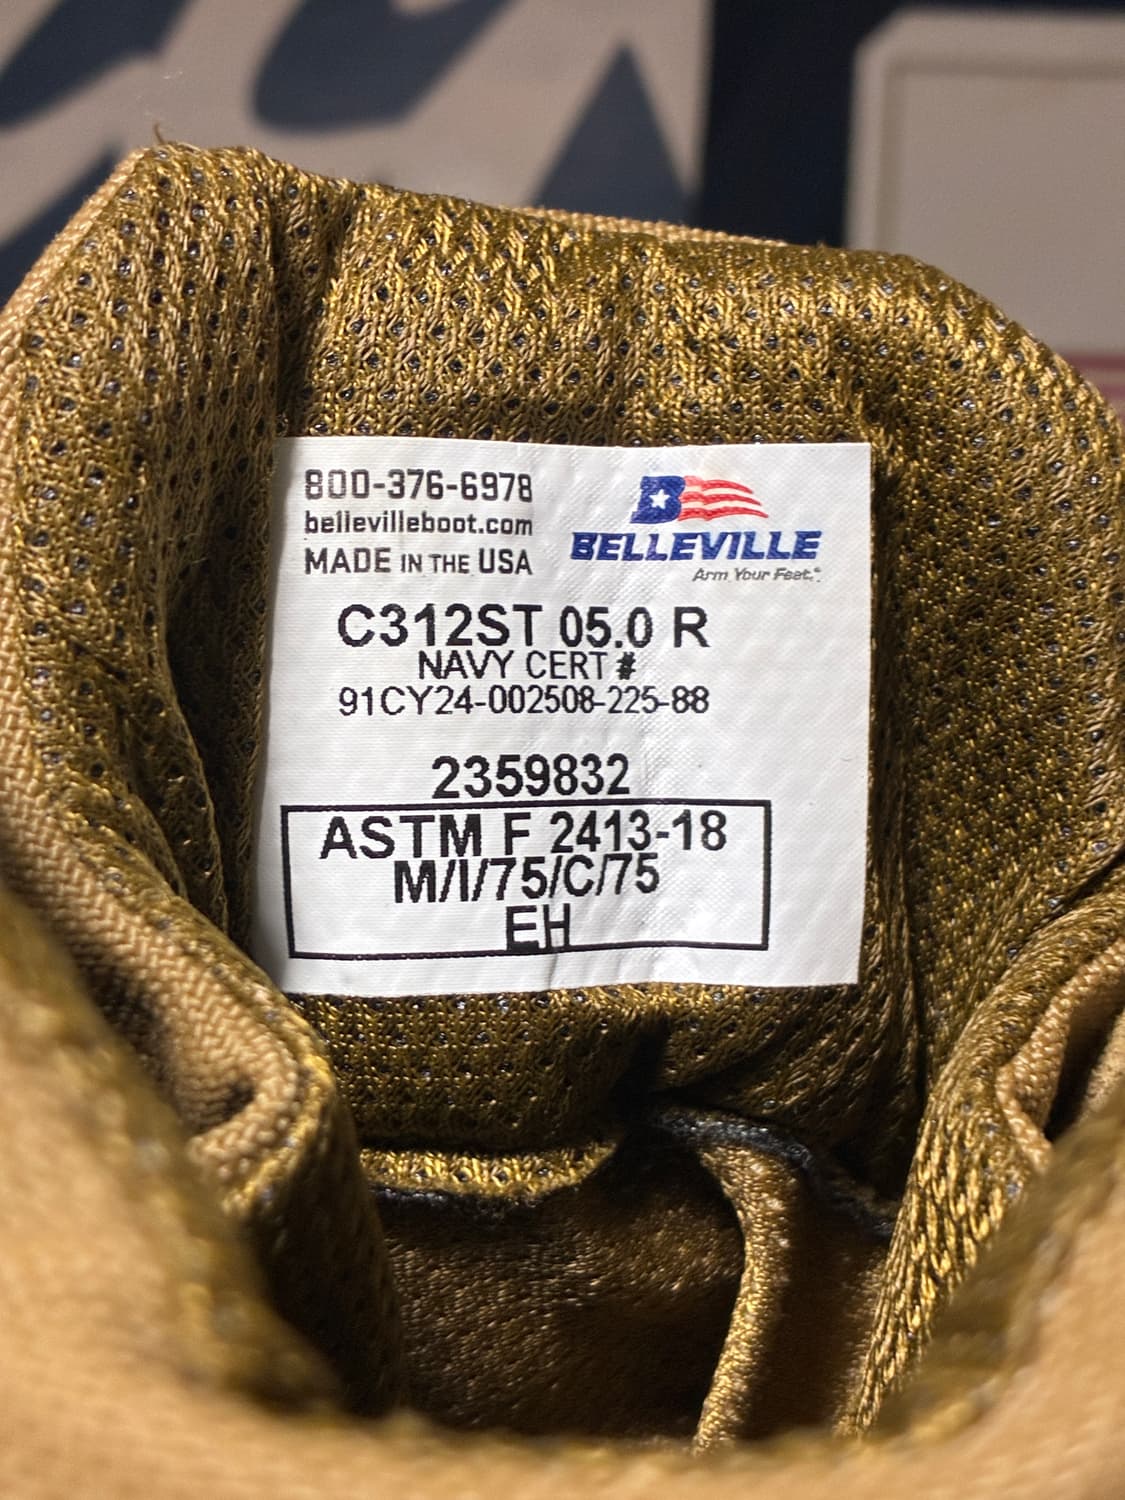 800-376-6978
bellevilleboot.com
MADE IN THE USA
B
BELLEVILLE
Arm Your Feet.®
C312ST 05.0 R
NAVY CERT #
91CY24-002508-225-88
2359832
ASTM F 2413-18
M/I/75/C/75
EH